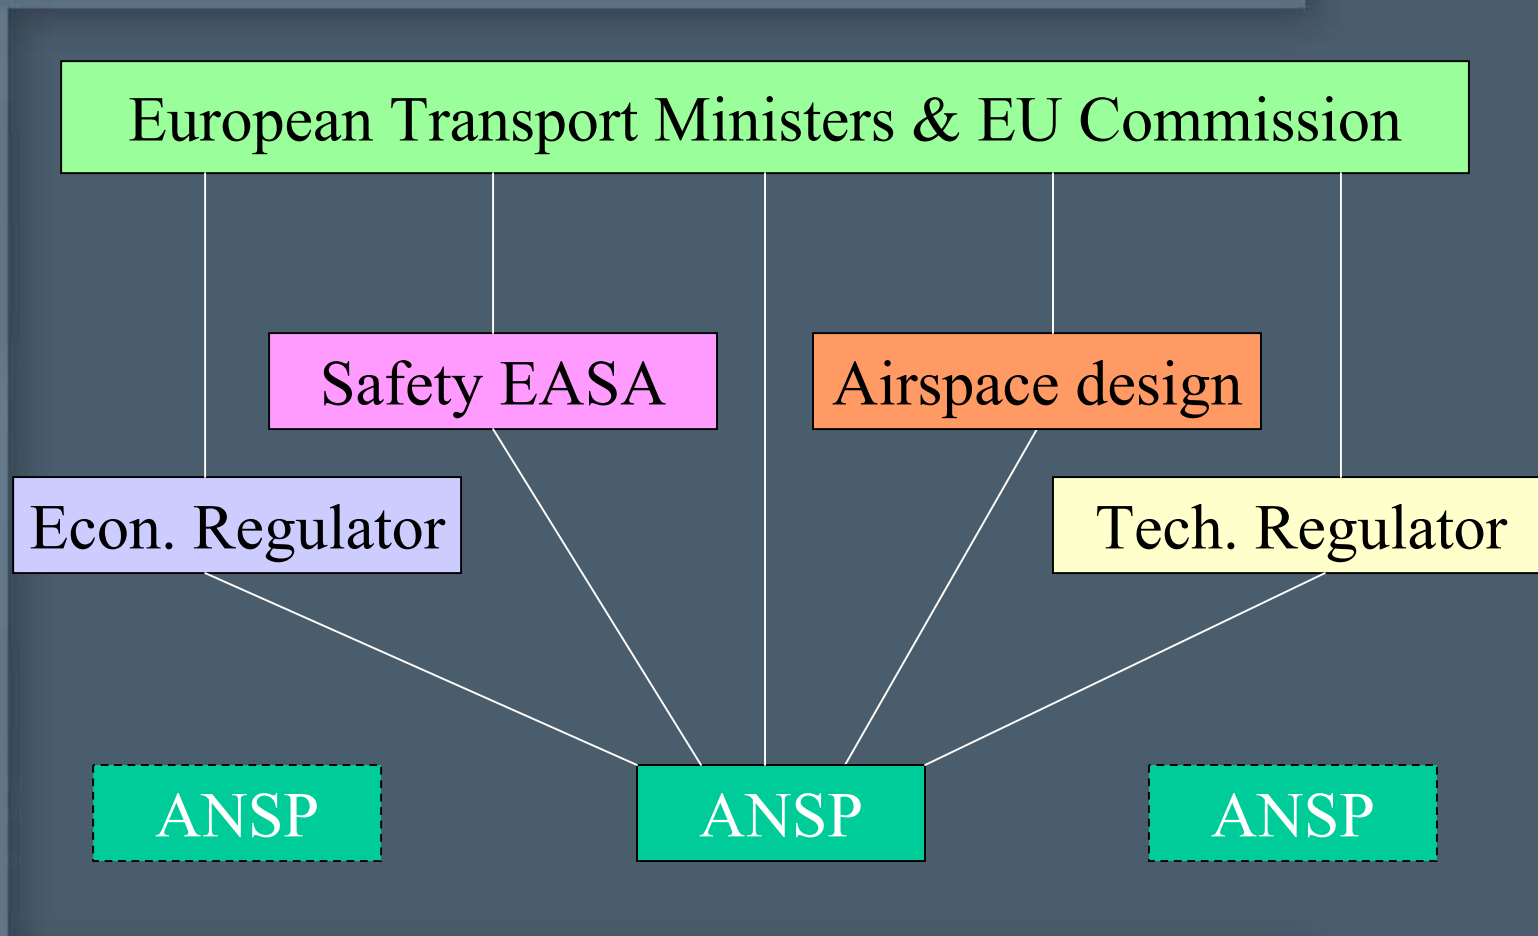 European Transport Ministers & EU Commission
Safety EASA
Airspace design
Econ. Regulator
Tech. Regulator
ANSP
ANSP
ANSP